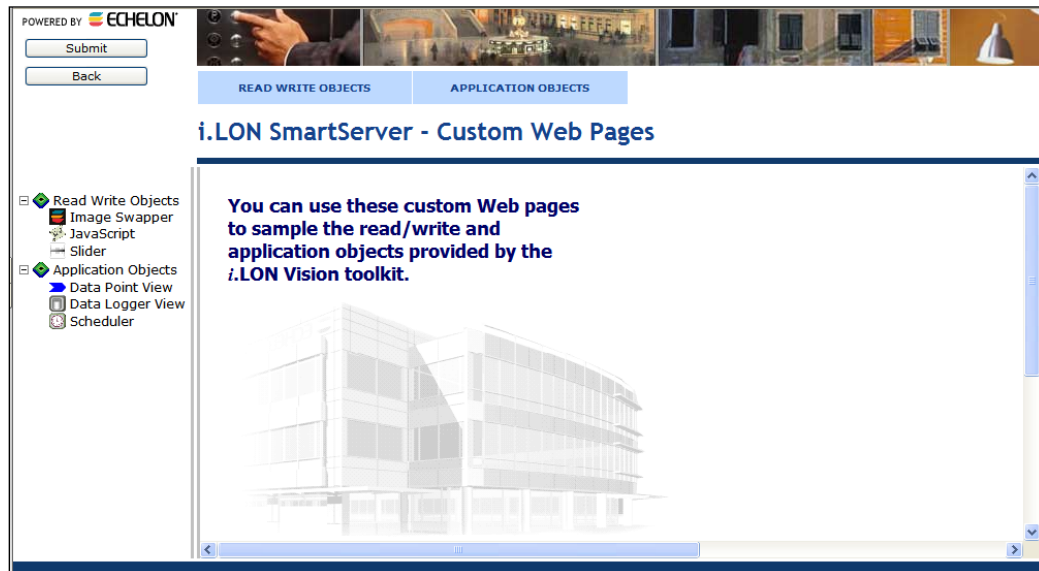 POWERED BY ECHELON
Submit
Back
READ WRITE OBJECTS
APPLICATION OBJECTS
i.LON SmartServer - Custom Web Pages
Read Write Objects
Image Swapper
JavaScript
Slider
Application Objects
Data Point View
Data Logger View
Scheduler
You can use these custom Web pages
to sample the read/write and
application objects provided by the
i.LON Vision toolkit.